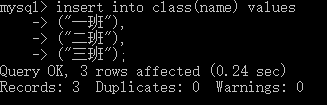 mysql> insert into class(name) values
    -> ("一班"),
    -> ("二班"),
    -> ("三班");
Query OK, 3 rows affected (0.24 sec)
Records: 3  Duplicates: 0  Warnings: 0